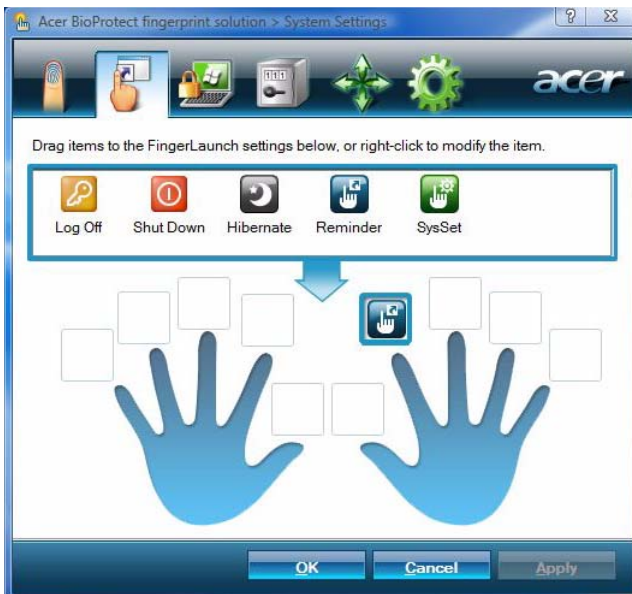 Acer BioProtect fingerprint solution > System Settings
acer
Drag items to the FingerLaunch settings below, or right-click to modify the item.
Log Off Shut Down Hibernate Reminder SysSet
OK Cancel Apply